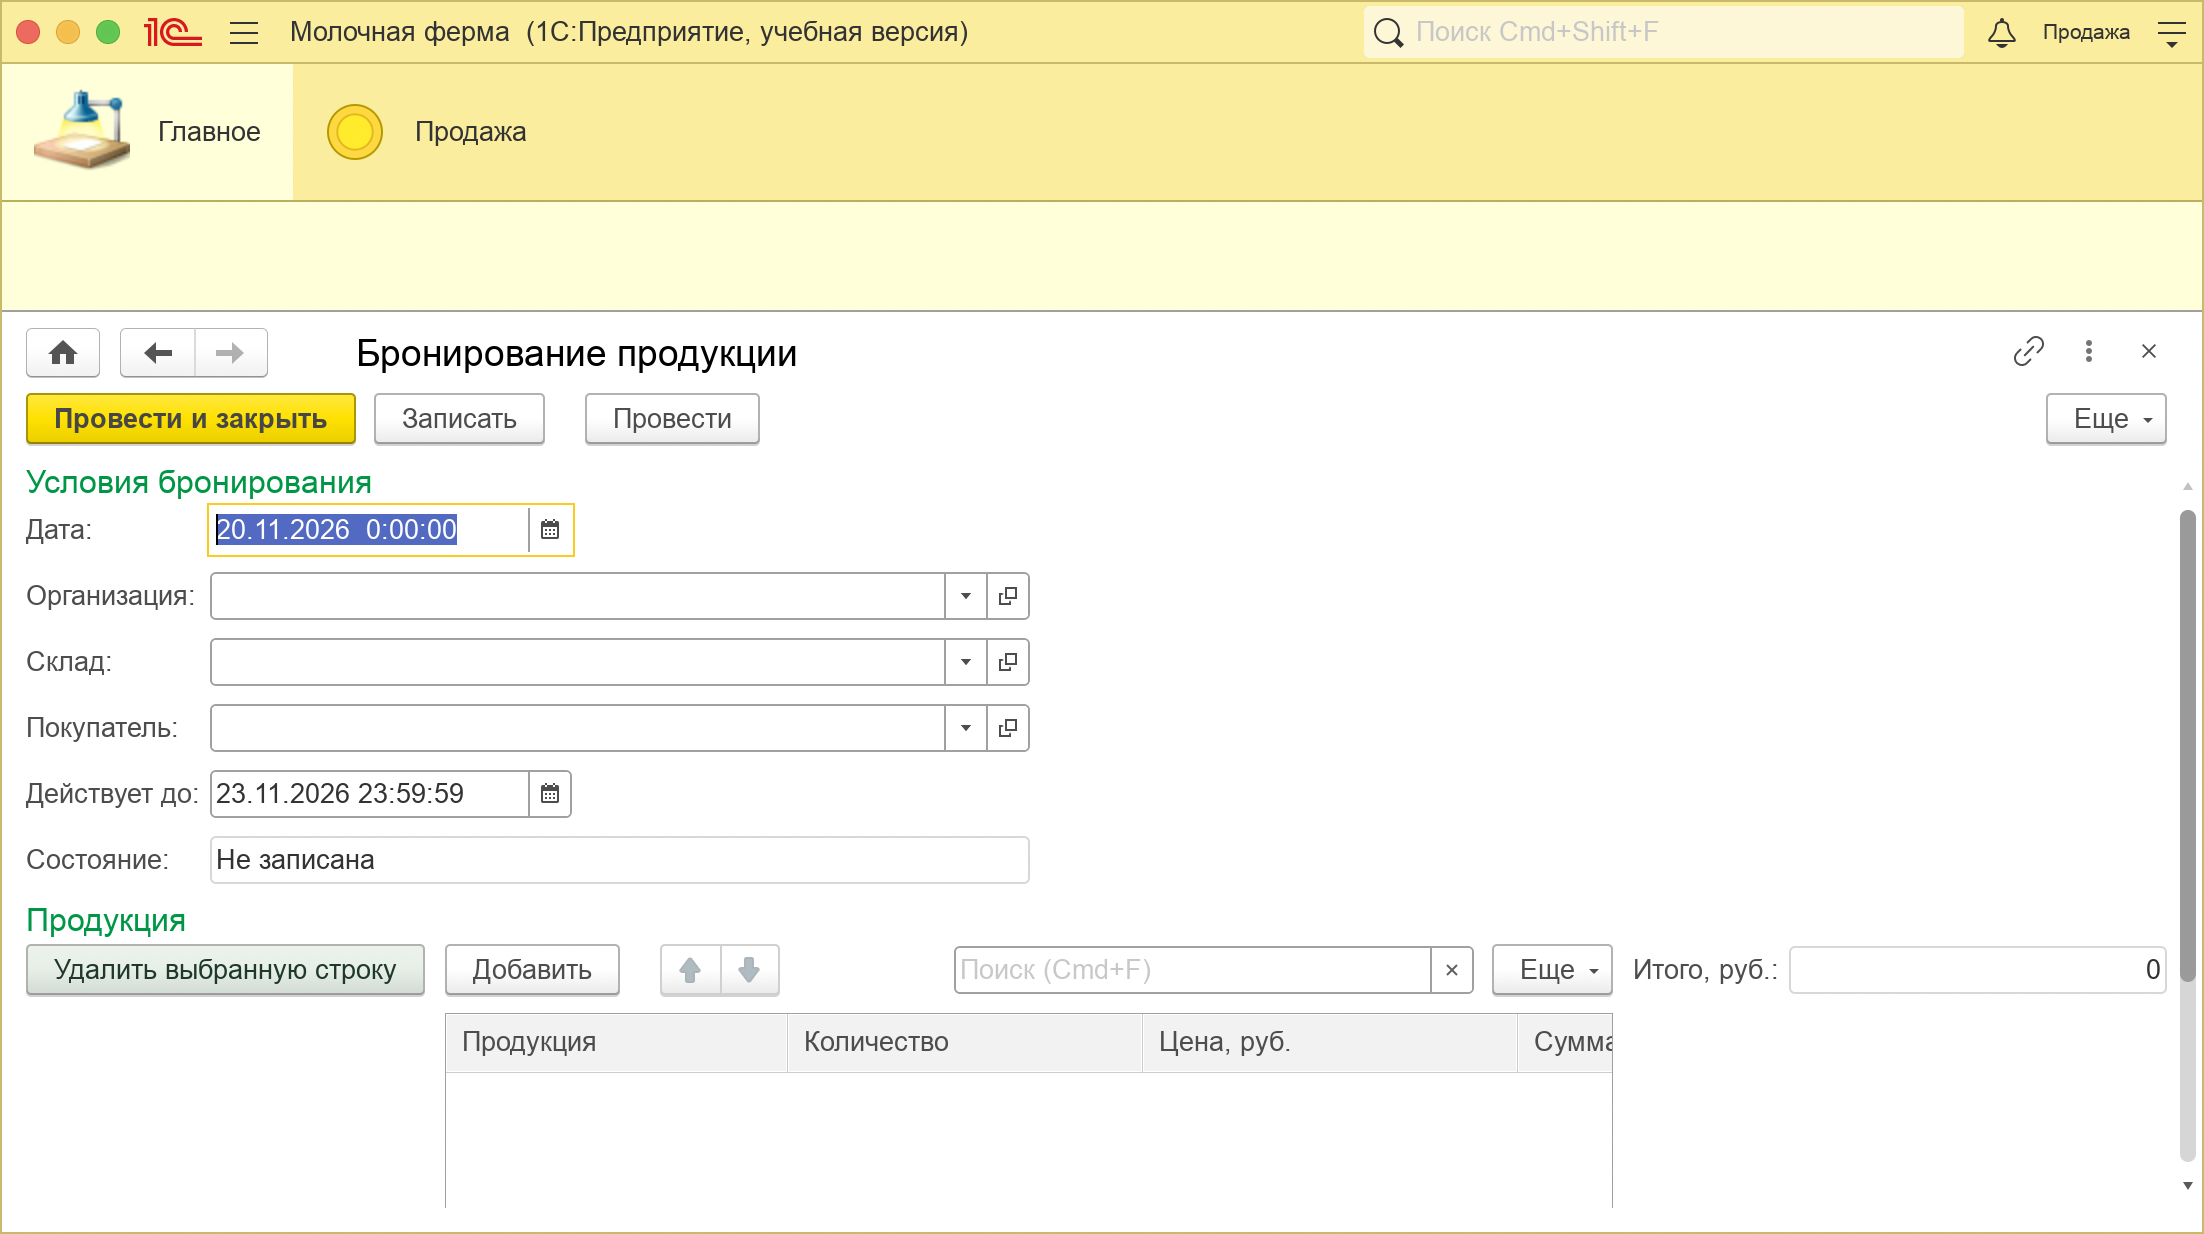 1С Молочная ферма (1С:Предприятие, учебная версия) Поиск Cmd+Shift+F Продажа
Главное Продажа
Бронирование продукции
Провести и закрыть Записать Провести Еще
Условия бронирования
Дата: 20.11.2026 0:00:00
Организация:
Склад:
Покупатель:
Действует до: 23.11.2026 23:59:59
Состояние: Не записана
Продукция
Удалить выбранную строку Добавить Поиск (Cmd+F) Еще Итого, руб.: 0
Продукция Количество Цена, руб. Сумма